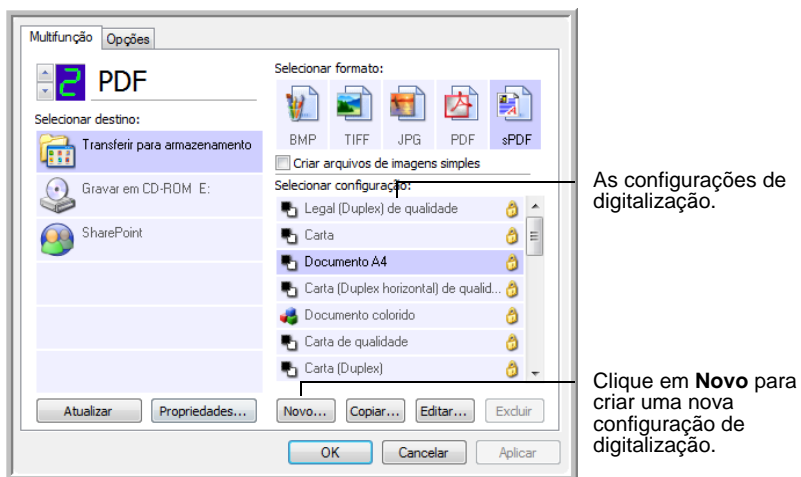 Multifunção Opções
2 PDF
Selecionar destino:
Transferir para armazenamento
Gravar em CD-ROM E:
SharePoint
Atualizar Propriedades...
Selecionar formato:
BMP TIFF JPG PDF sPDF
Criar arquivos de imagens simples
Selecionar configuração:
Legal (Duplex) de qualidade
Carta
Documento A4
Carta (Duplex horizontal) de qualid...
Documento colorido
Carta de qualidade
Carta (Duplex)
Novo... Copiar... Editar... Excluir
OK Cancelar Aplicar
As configurações de
digitalização.
Clique em Novo para
criar uma nova
configuração de
digitalização.